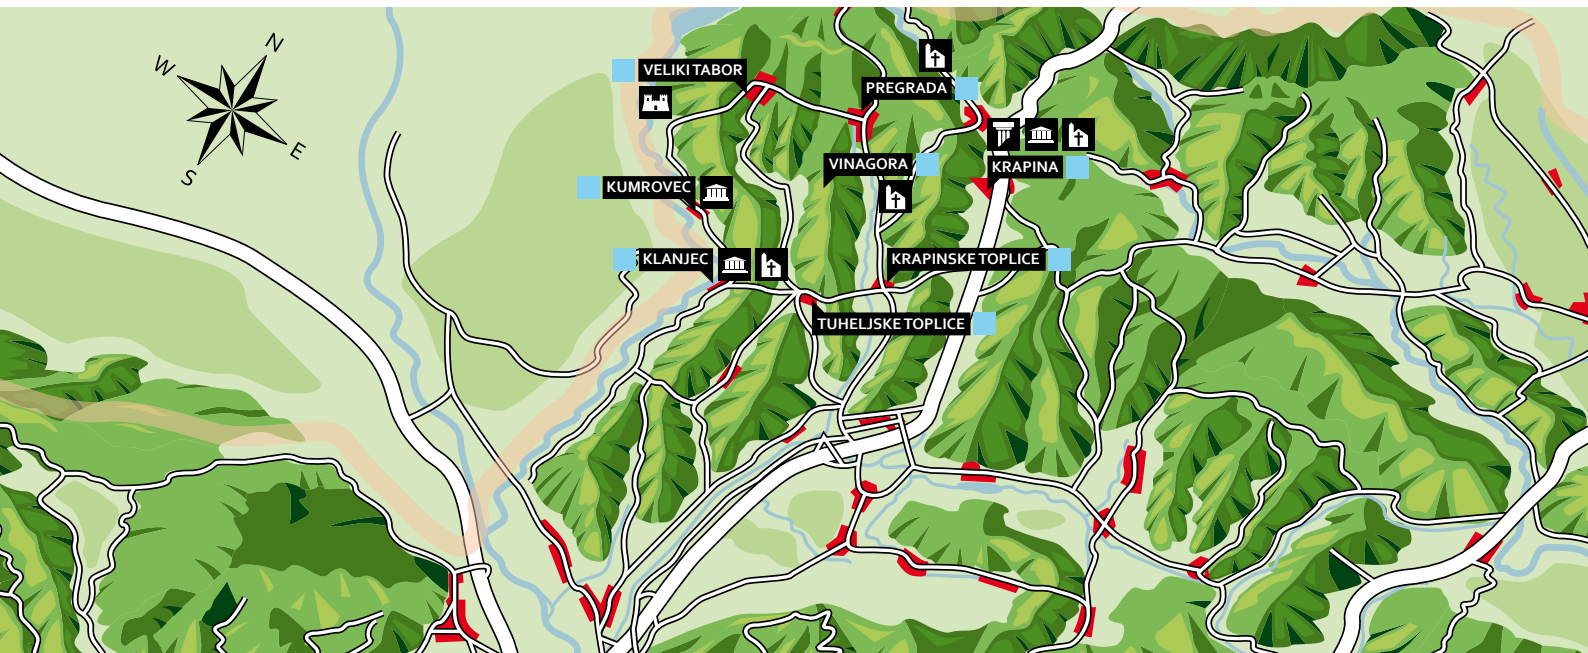 N
W
E
S
VELIKI TABOR
PREGRADA
VINAGORA
KRAPINA
KUMROVEC
KLANJEC
KRAPINSKE TOPLICE
TUHELJSKE TOPLICE